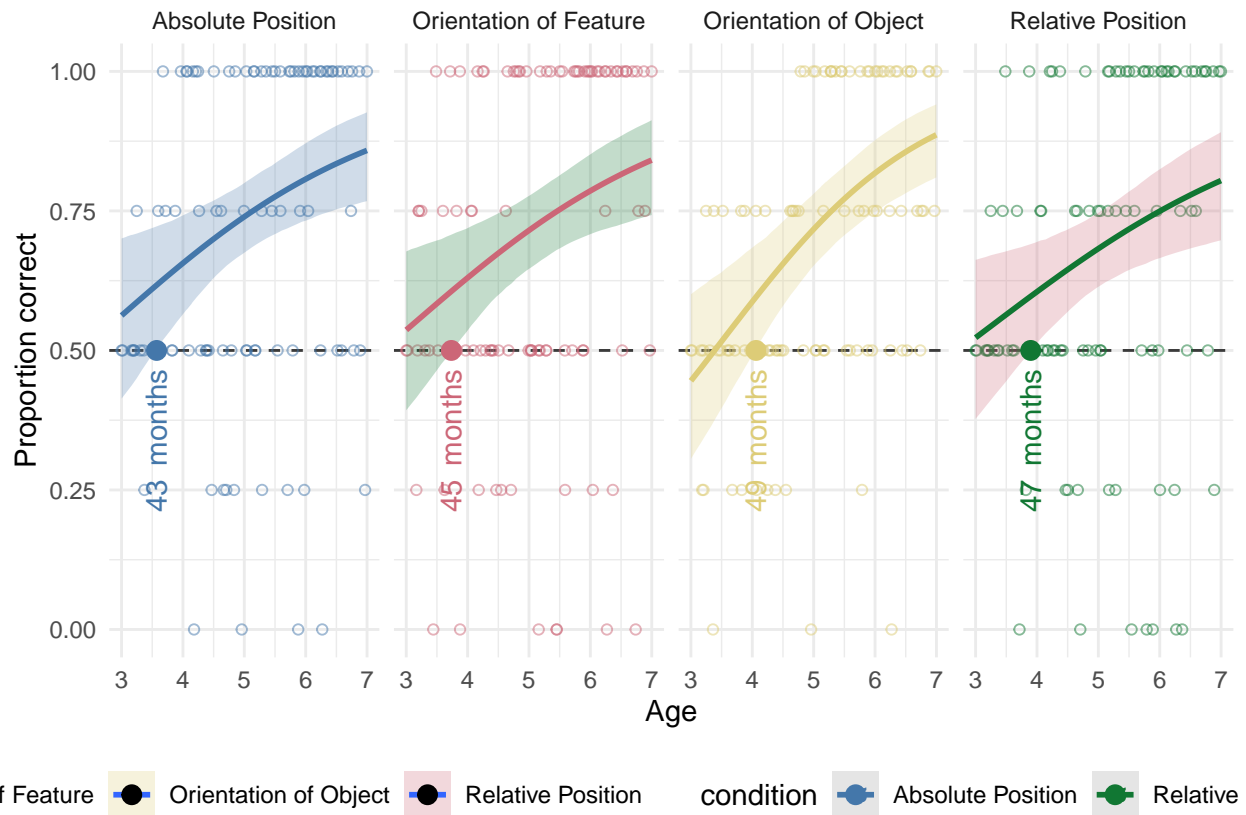 Absolute Position
Orientation of Feature
Orientation of Object
Relative Position
Proportion correct
1.00
0.75
0.50
0.25
0.00
43 months
45 months
49 months
47 months
3 4 5 6 7
3 4 5 6 7
3 4 5 6 7
3 4 5 6 7
Age
f Feature Orientation of Object Relative Position condition Absolute Position Relative